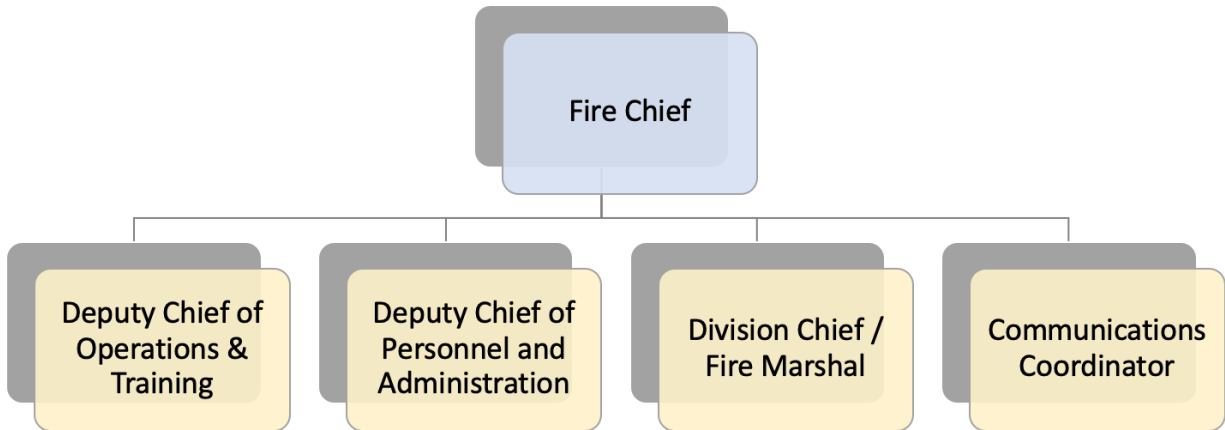 Fire Chief
Deputy Chief of
Operations &
Training
Deputy Chief of
Personnel and
Administration
Division Chief /
Fire Marshal
Communications
Coordinator